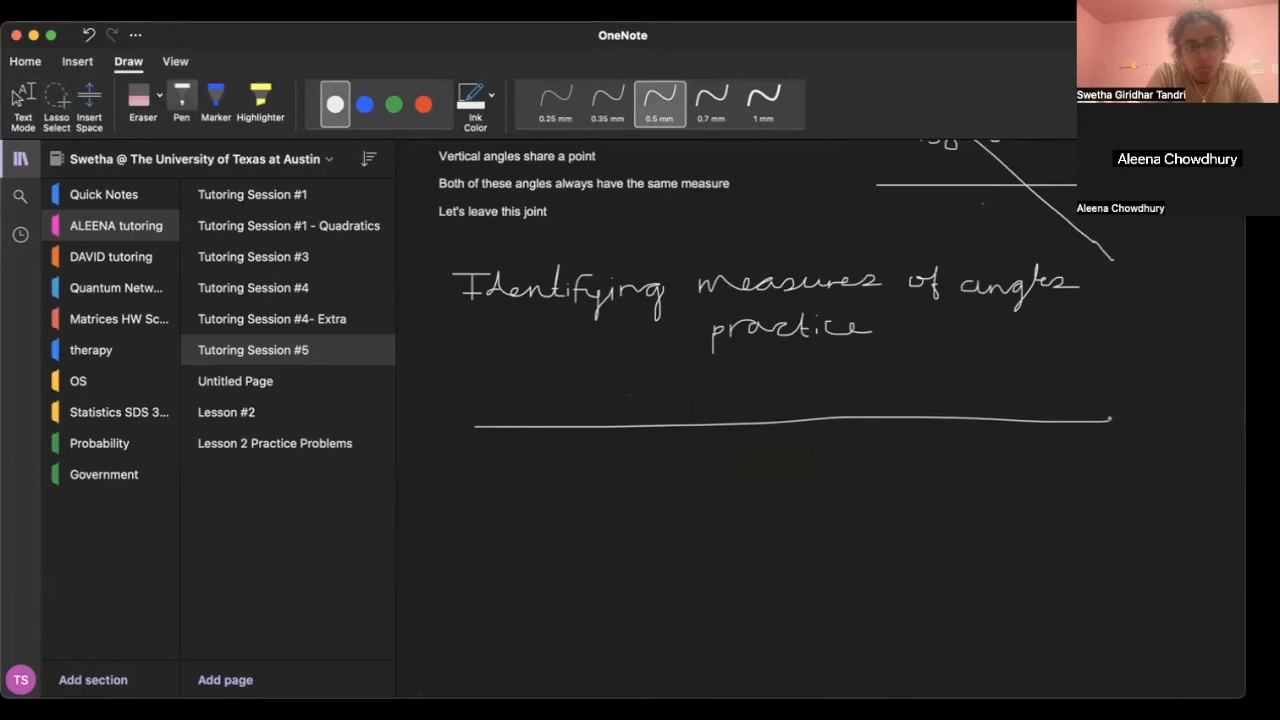 OneNote
Home Insert Draw View
Text Mode
Lasso Select
Insert Space
Eraser
Pen
Marker
Highlighter
Ink Color
0.25 mm
0.35 mm
0.5 mm
0.7 mm
1 mm
Swetha Giridhar Tandri
Aleena Chowdhury
Aleena Chowdhury
Swetha @ The University of Texas at Austin
Quick Notes
ALEENA tutoring
DAVID tutoring
Quantum Netw...
Matrices HW Sc...
therapy
OS
Statistics SDS 3...
Probability
Government
Tutoring Session #1
Tutoring Session #1 - Quadratics
Tutoring Session #3
Tutoring Session #4
Tutoring Session #4- Extra
Tutoring Session #5
Untitled Page
Lesson #2
Lesson 2 Practice Problems
Vertical angles share a point
Both of these angles always have the same measure
Let's leave this joint
Identifying measures of angles
practice
TS
Add section
Add page